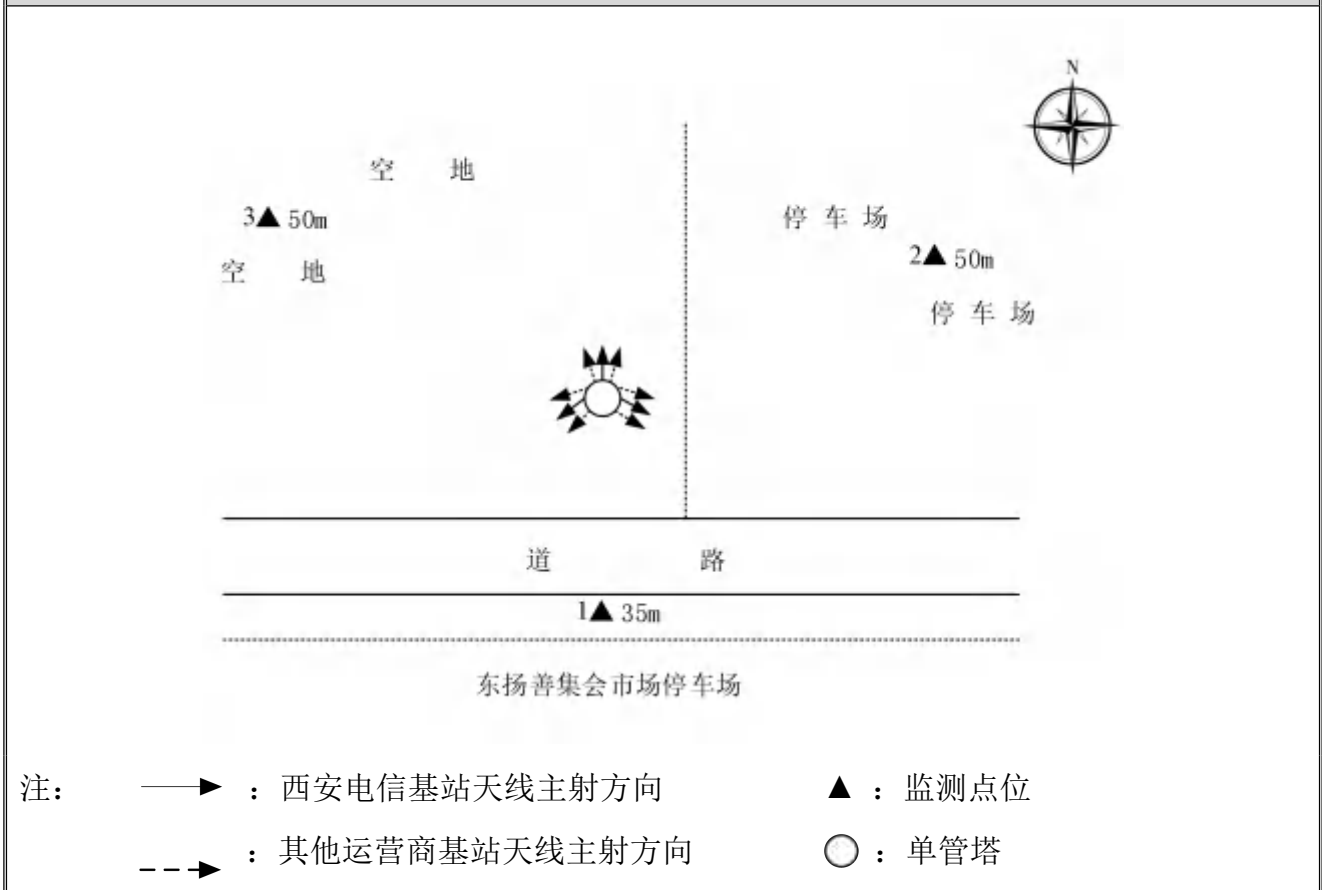 N
空 地
3▲ 50m
停 车 场
空 地
2▲ 50m
停 车 场
道 路
1▲ 35m
东扬善集会市场停车场
注： ：西安电信基站天线主射方向 ▲ ：监测点位
：其他运营商基站天线主射方向 ：单管塔